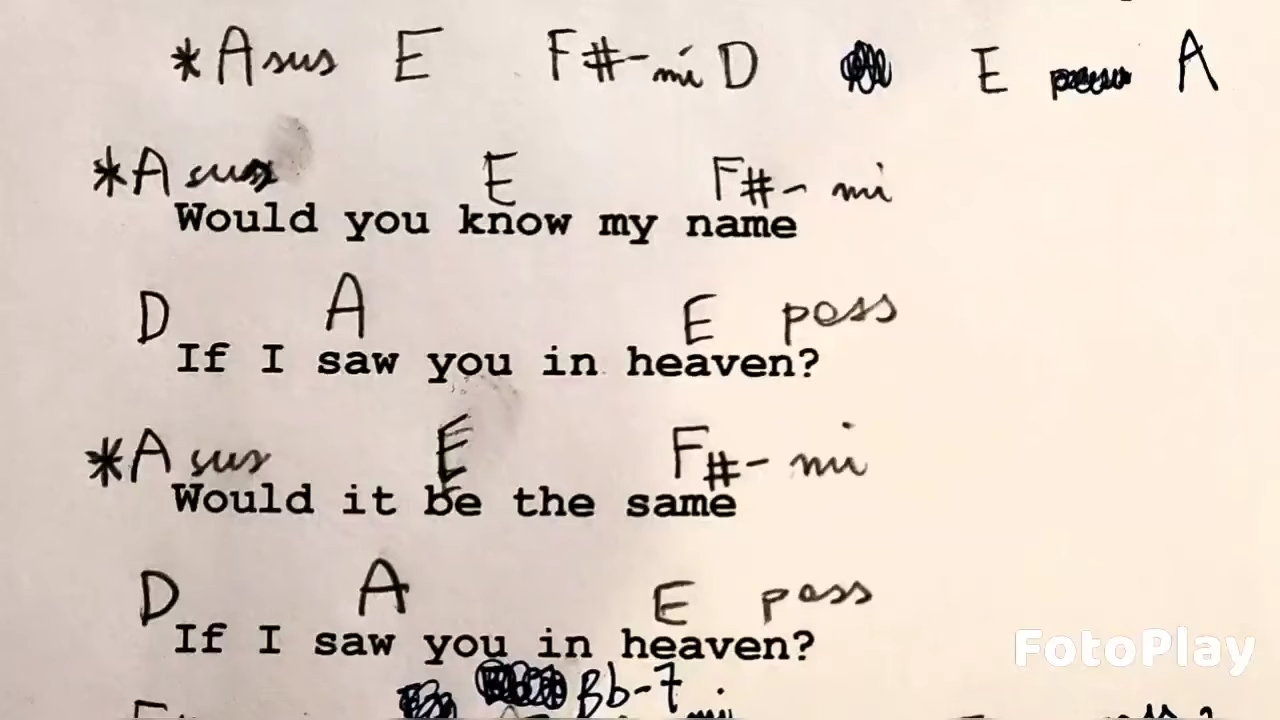 *Asus E F#-mi D E A
*Asus E F#-mi
Would you know my name
D A E pass
If I saw you in heaven?
*Asus E F#-mi
Would it be the same
D A E pass
If I saw you in heaven?
Bb-7
FotoPlay